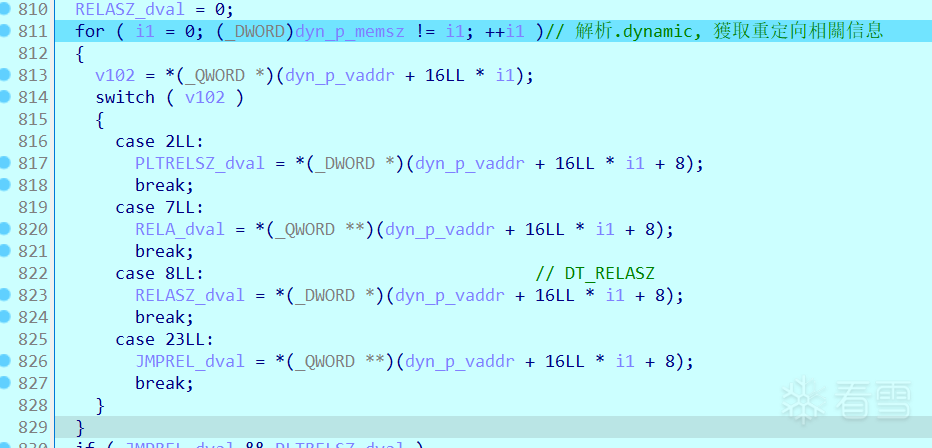 810 RELASZ_dval = 0;
811 for ( i1 = 0; (_DWORD)dyn_p_memsz != i1; ++i1 )// 解析.dynamic, 獲取重定向相關信息
812 {
813 v102 = *(_QWORD *)(dyn_p_vaddr + 16LL * i1);
814 switch ( v102 )
815 {
816 case 2LL:
817 PLTRELSZ_dval = *(_DWORD *)(dyn_p_vaddr + 16LL * i1 + 8);
818 break;
819 case 7LL:
820 RELA_dval = *(_QWORD **)(dyn_p_vaddr + 16LL * i1 + 8);
821 break;
822 case 8LL: // DT_RELASZ
823 RELASZ_dval = *(_DWORD *)(dyn_p_vaddr + 16LL * i1 + 8);
824 break;
825 case 23LL:
826 JMPREL_dval = *(_QWORD **)(dyn_p_vaddr + 16LL * i1 + 8);
827 break;
828 }
829 }
830 if ( JMPREL_dval && PLTRELSZ_dval )
看雪